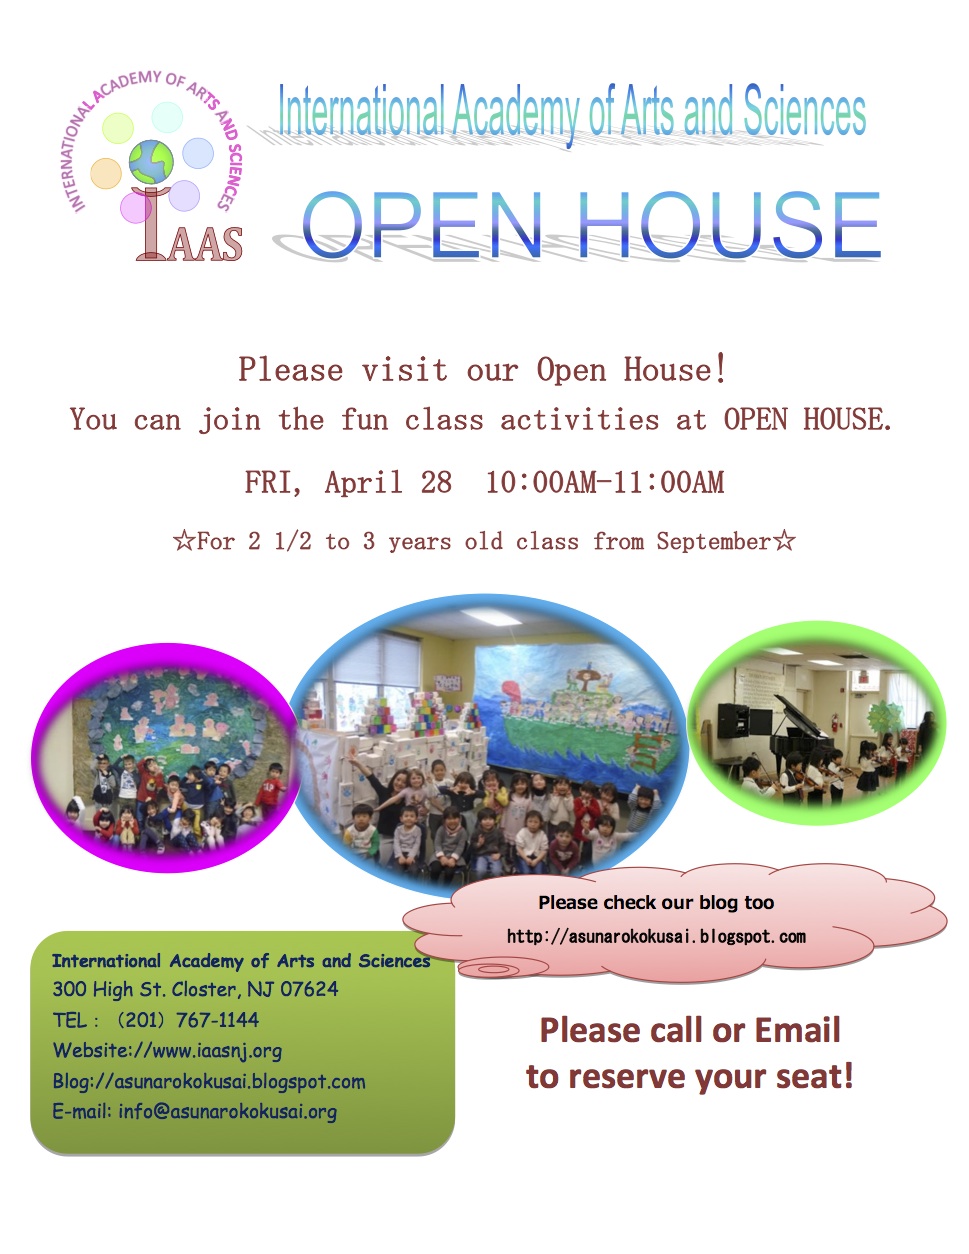 INTERNATIONAL ACADEMY OF ARTS AND SCIENCES
IAAS
International Academy of Arts and Sciences
OPEN HOUSE
Please visit our Open House!
You can join the fun class activities at OPEN HOUSE.
FRI, April 28  10:00AM-11:00AM
☆For 2 1/2 to 3 years old class from September☆
Please check our blog too
http://asunarokokusai.blogspot.com
International Academy of Arts and Sciences
300 High St. Closter, NJ 07624
TEL： （201）767-1144
Website://www.iaasnj.org
Blog://asunarokokusai.blogspot.com
E-mail: info@asunarokokusai.org
Please call or Email
to reserve your seat!